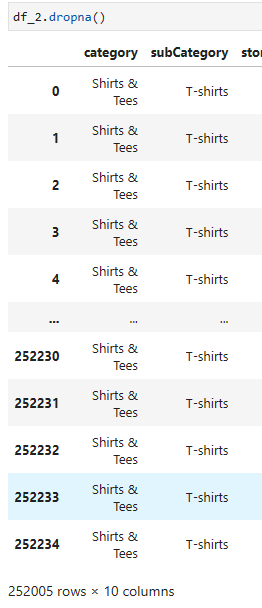 df_2.dropna()
category subCategory stor
0 Shirts & Tees T-shirts
1 Shirts & Tees T-shirts
2 Shirts & Tees T-shirts
3 Shirts & Tees T-shirts
4 Shirts & Tees T-shirts
... ... ...
252230 Shirts & Tees T-shirts
252231 Shirts & Tees T-shirts
252232 Shirts & Tees T-shirts
252233 Shirts & Tees T-shirts
252234 Shirts & Tees T-shirts
252005 rows × 10 columns